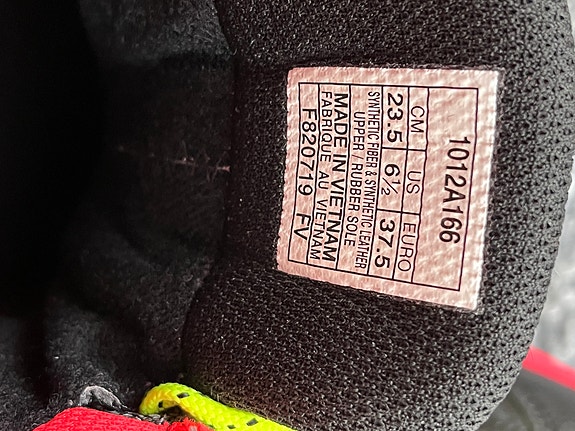 1012A166
CM US EURO
23.5 6½ 37.5
SYNTHETIC FIBER & SYNTHETIC LEATHER
UPPER / RUBBER SOLE
MADE IN VIETNAM
FABRIQUE AU VIETNAM
F820719 FV